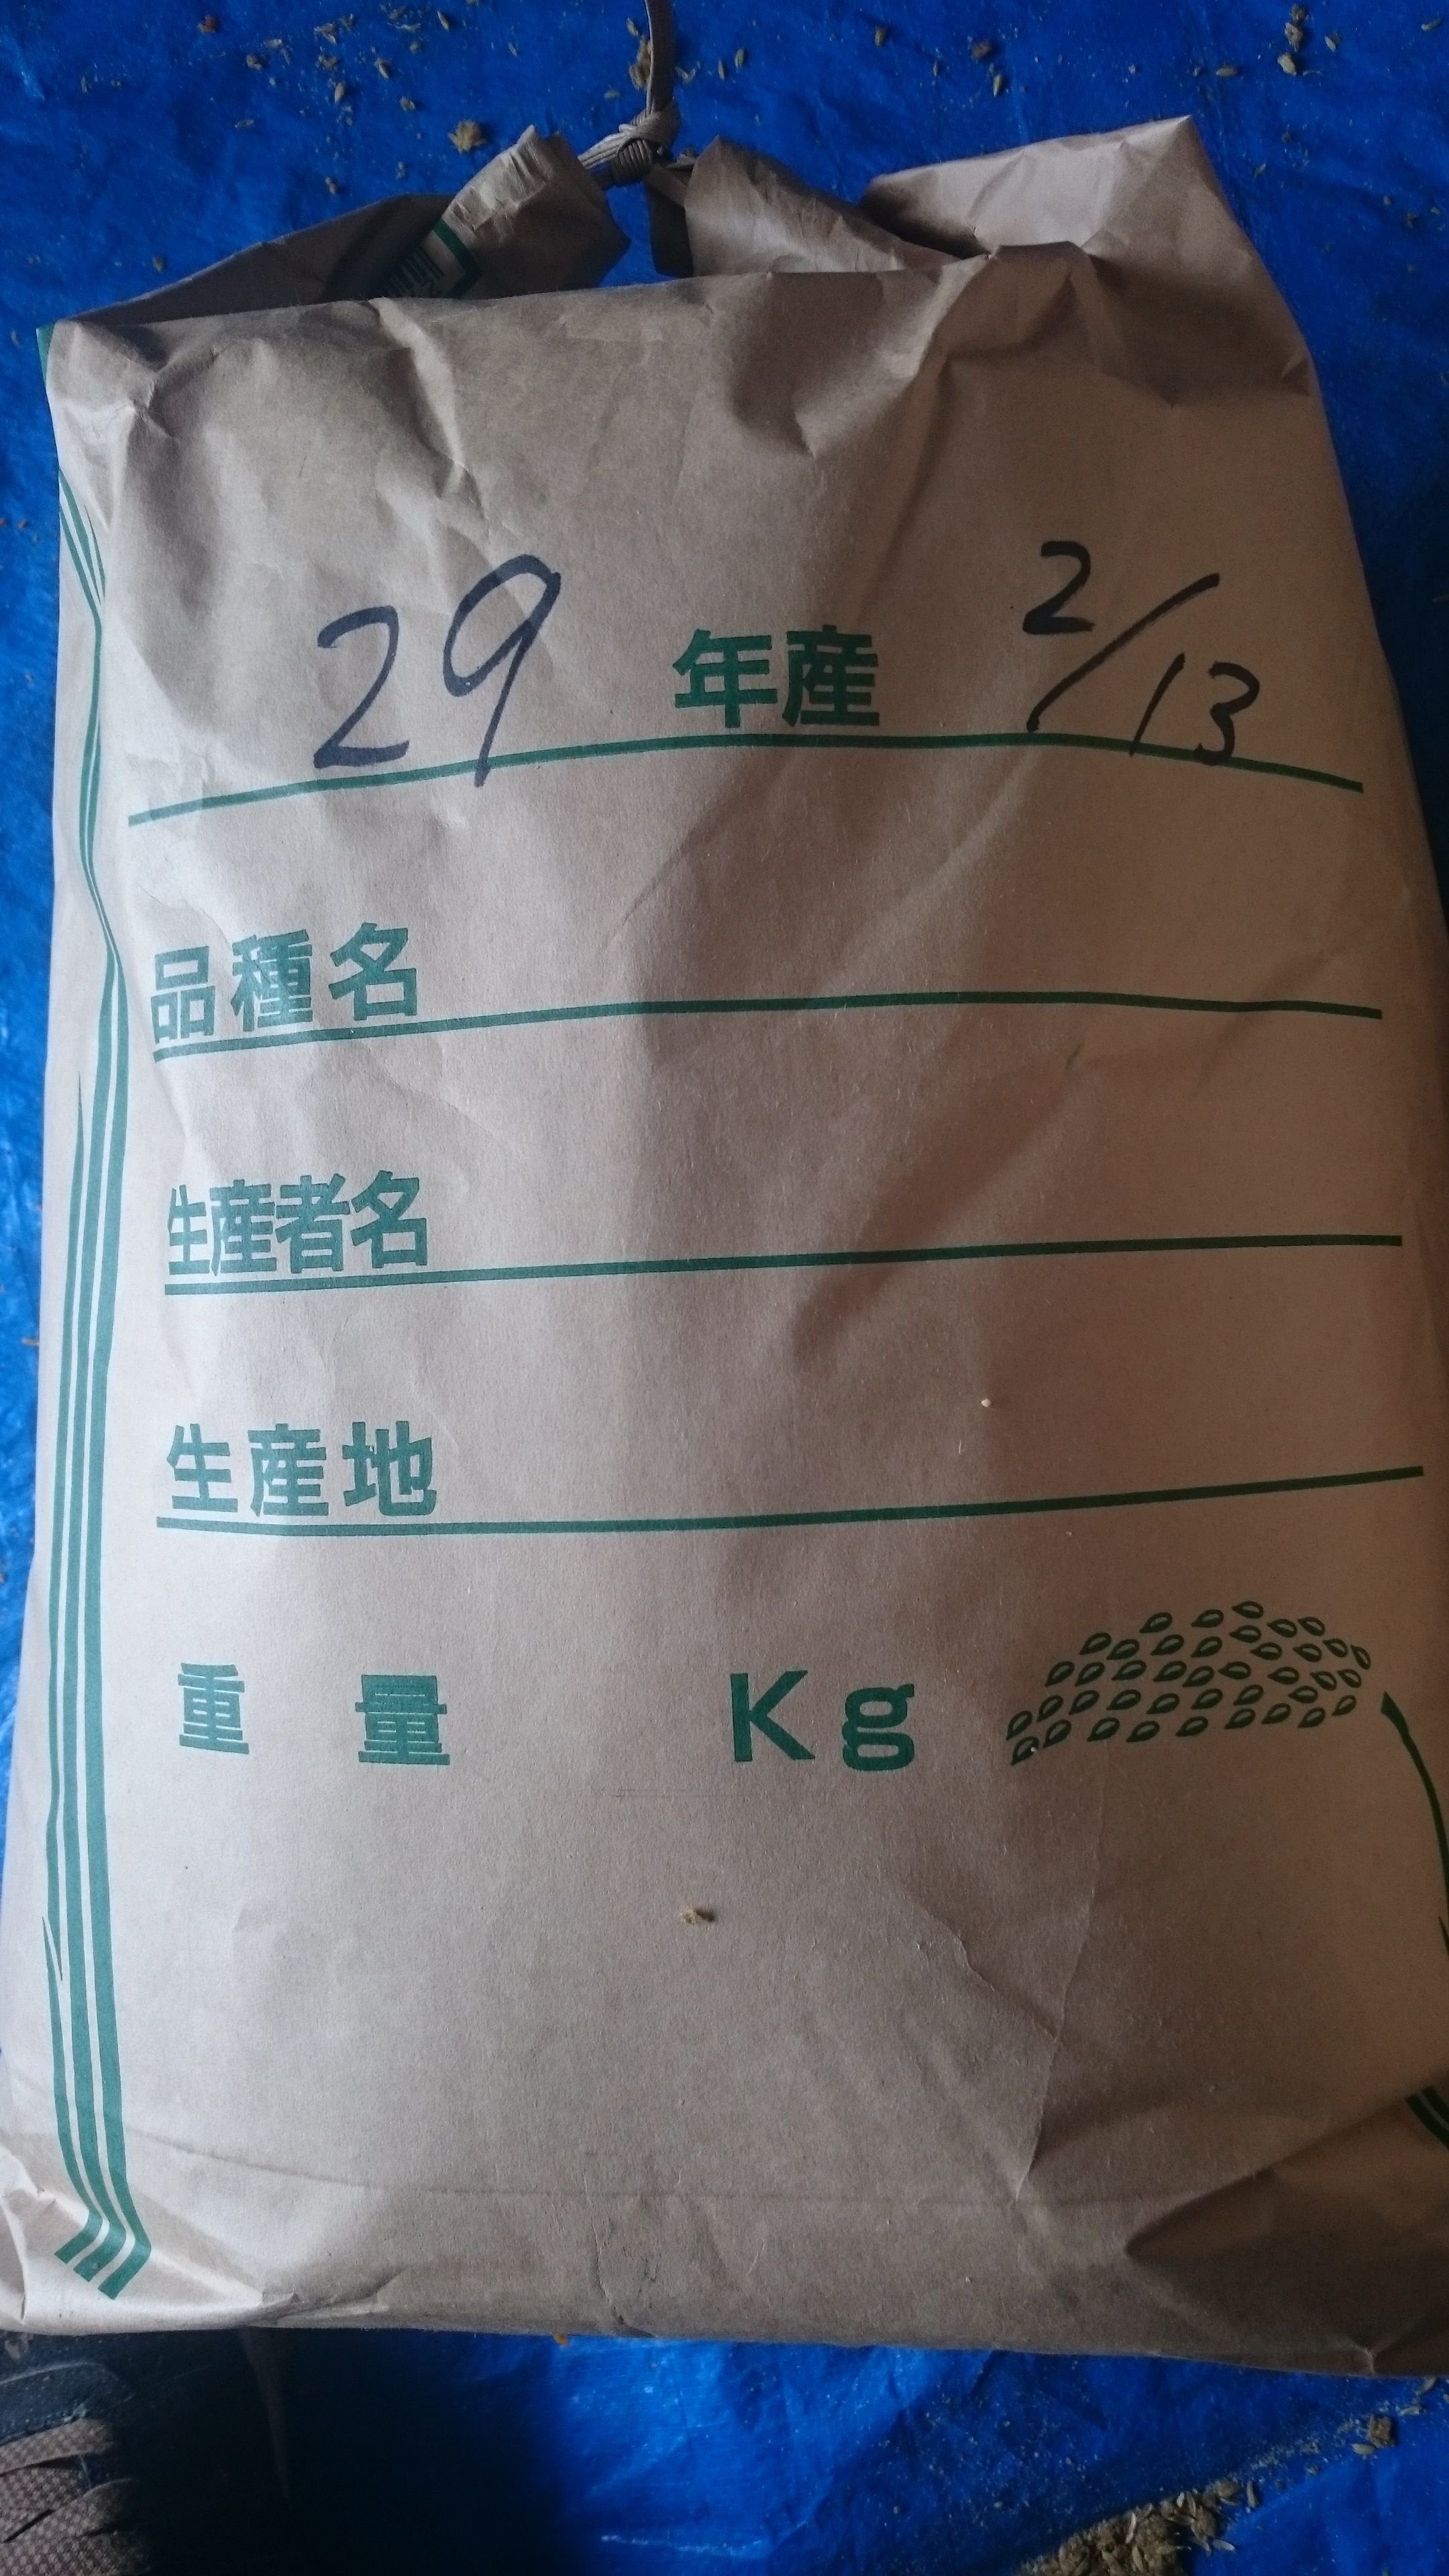 29 年産 2/13
品種名
生産者名
生産地
重量 Kg